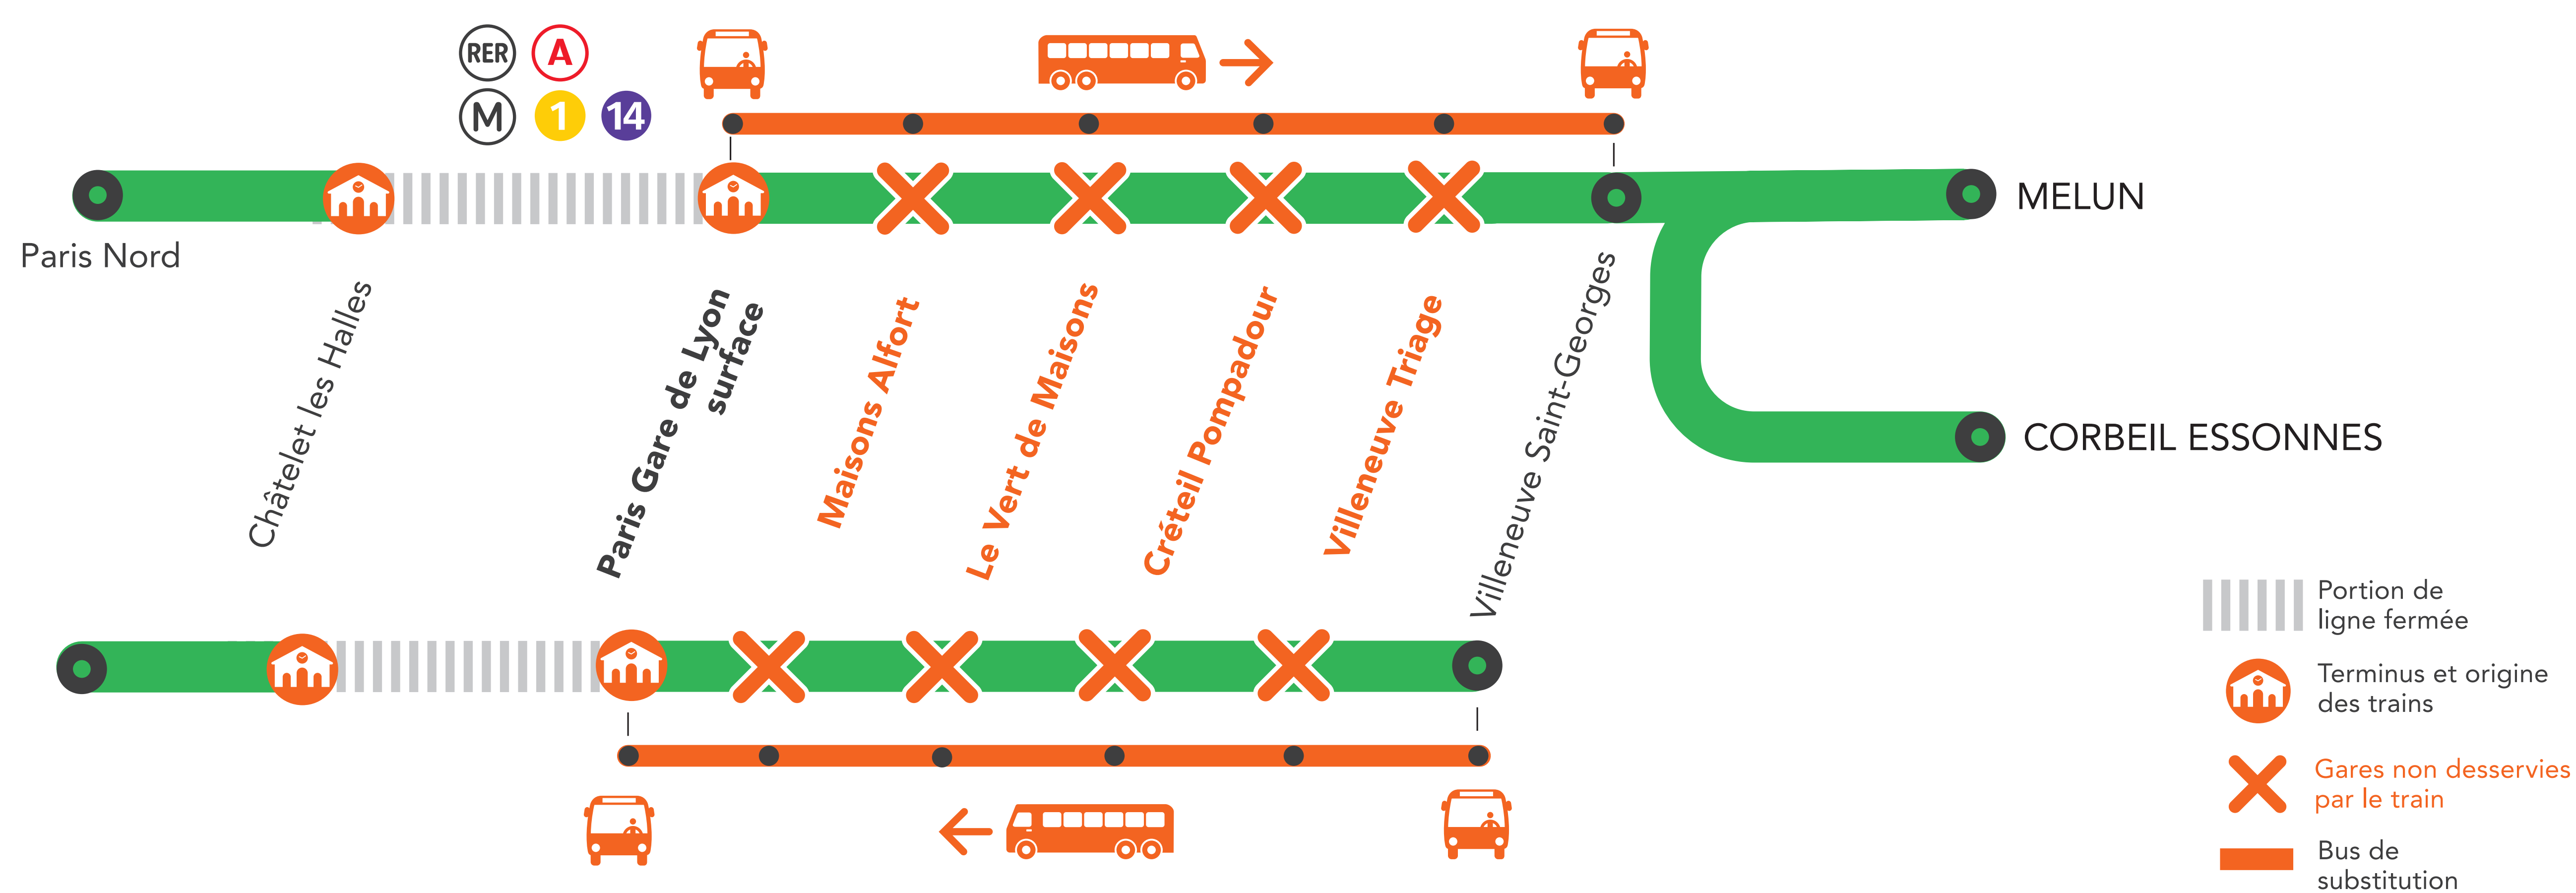 RER A
M 1 14
Paris Nord
Châtelet les Halles
Paris Gare de Lyon
surface
Maisons Alfort
Le Vert de Maisons
Créteil Pompadour
Villeneuve Triage
Villeneuve Saint-Georges
MELUN
CORBEIL ESSONNES
Portion de
ligne fermée
Terminus et origine
des trains
Gares non desservies
par le train
Bus de
substitution